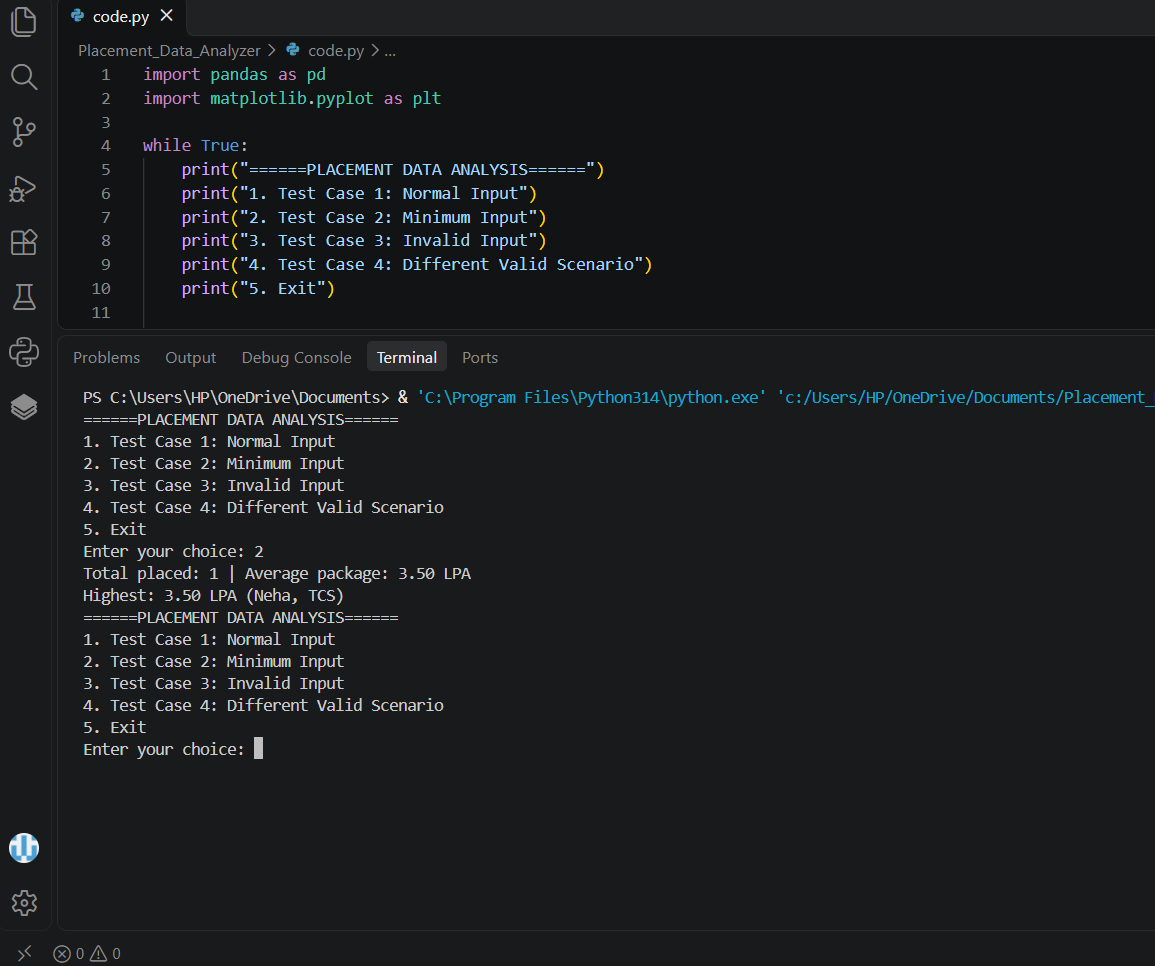 code.py
Placement_Data_Analyzer > code.py > ...
1 import pandas as pd
2 import matplotlib.pyplot as plt
3
4 while True:
5     print("======PLACEMENT DATA ANALYSIS======")
6     print("1. Test Case 1: Normal Input")
7     print("2. Test Case 2: Minimum Input")
8     print("3. Test Case 3: Invalid Input")
9     print("4. Test Case 4: Different Valid Scenario")
10     print("5. Exit")
11
Problems Output Debug Console Terminal Ports
PS C:\Users\HP\OneDrive\Documents> & 'C:\Program Files\Python314\python.exe' 'c:/Users/HP/OneDrive/Documents/Placement_
======PLACEMENT DATA ANALYSIS======
1. Test Case 1: Normal Input
2. Test Case 2: Minimum Input
3. Test Case 3: Invalid Input
4. Test Case 4: Different Valid Scenario
5. Exit
Enter your choice: 2
Total placed: 1 | Average package: 3.50 LPA
Highest: 3.50 LPA (Neha, TCS)
======PLACEMENT DATA ANALYSIS======
1. Test Case 1: Normal Input
2. Test Case 2: Minimum Input
3. Test Case 3: Invalid Input
4. Test Case 4: Different Valid Scenario
5. Exit
Enter your choice:
0 0